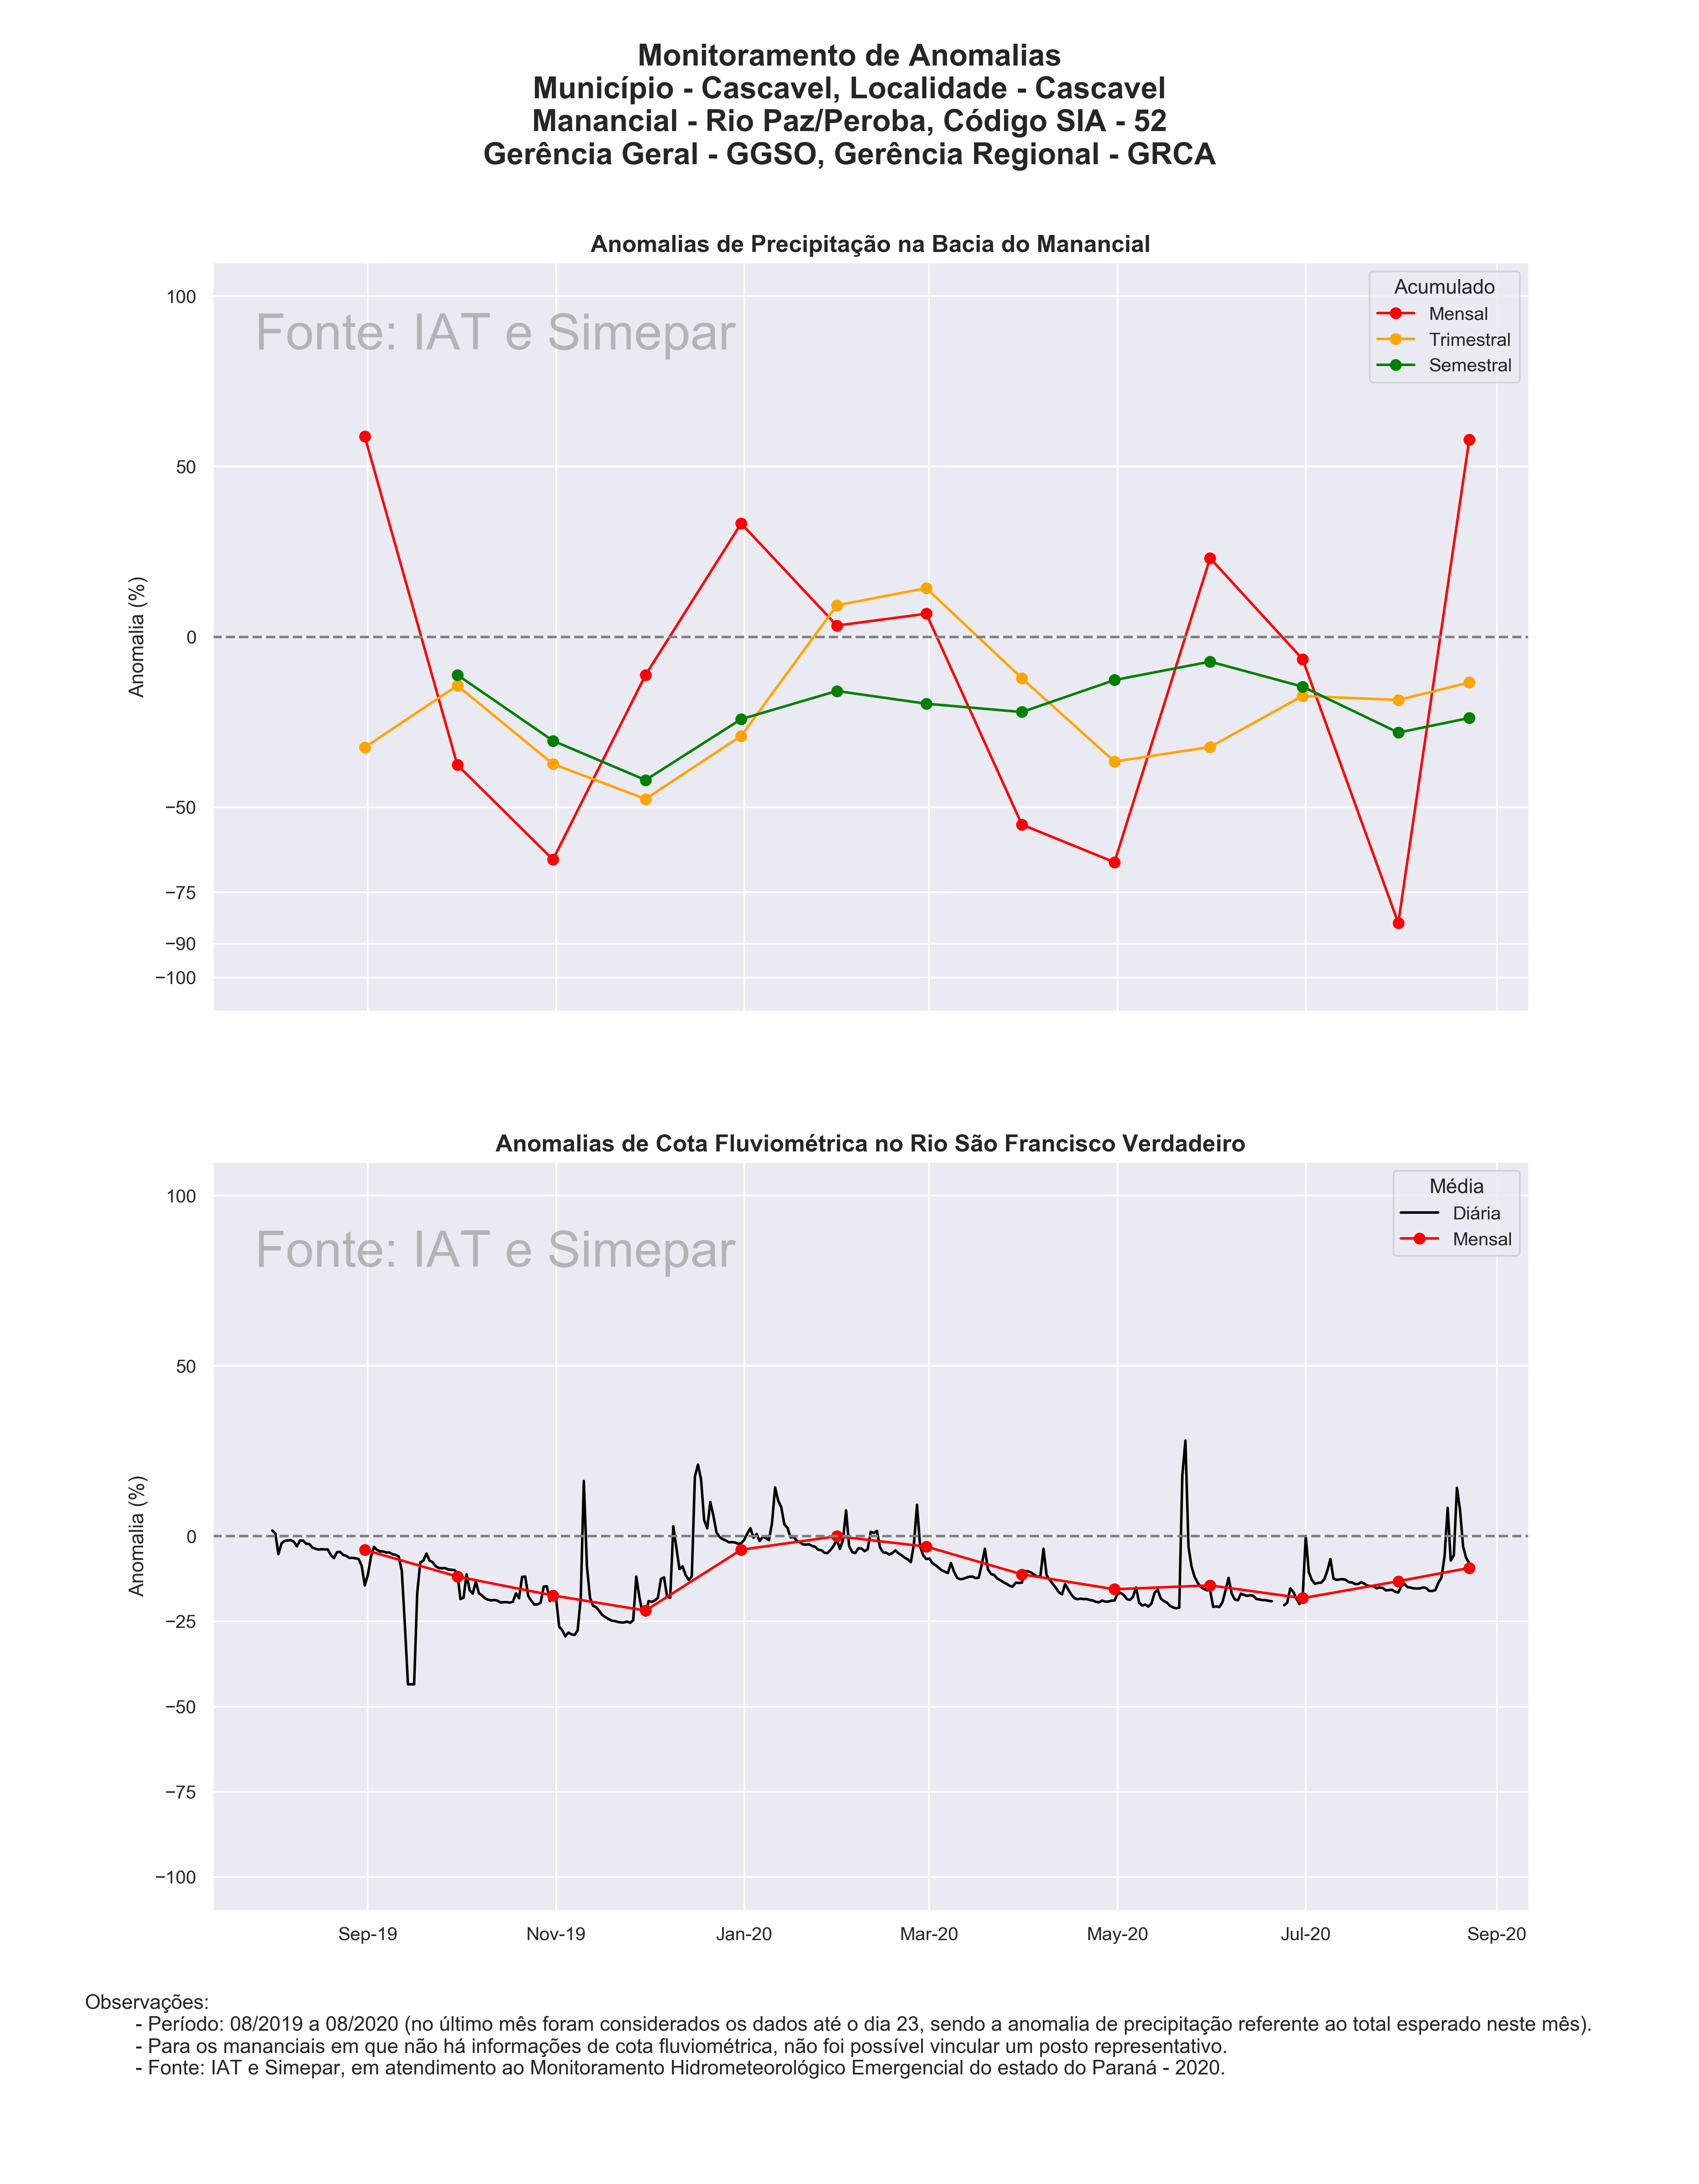 Monitoramento de Anomalias
Município - Cascavel, Localidade - Cascavel
Manancial - Rio Paz/Peroba, Código SIA - 52
Gerência Geral - GGSO, Gerência Regional - GRCA
Anomalias de Precipitação na Bacia do Manancial
Fonte: IAT e Simepar
Acumulado
Mensal
Trimestral
Semestral
Anomalia (%)
100
50
0
−50
−75
−90
−100
Anomalias de Cota Fluviométrica no Rio São Francisco Verdadeiro
Fonte: IAT e Simepar
Média
Diária
Mensal
Anomalia (%)
100
50
0
−25
−50
−75
−100
Sep-19 Nov-19 Jan-20 Mar-20 May-20 Jul-20 Sep-20
Observações:
- Período: 08/2019 a 08/2020 (no último mês foram considerados os dados até o dia 23, sendo a anomalia de precipitação referente ao total esperado neste mês).
- Para os mananciais em que não há informações de cota fluviométrica, não foi possível vincular um posto representativo.
- Fonte: IAT e Simepar, em atendimento ao Monitoramento Hidrometeorológico Emergencial do estado do Paraná - 2020.